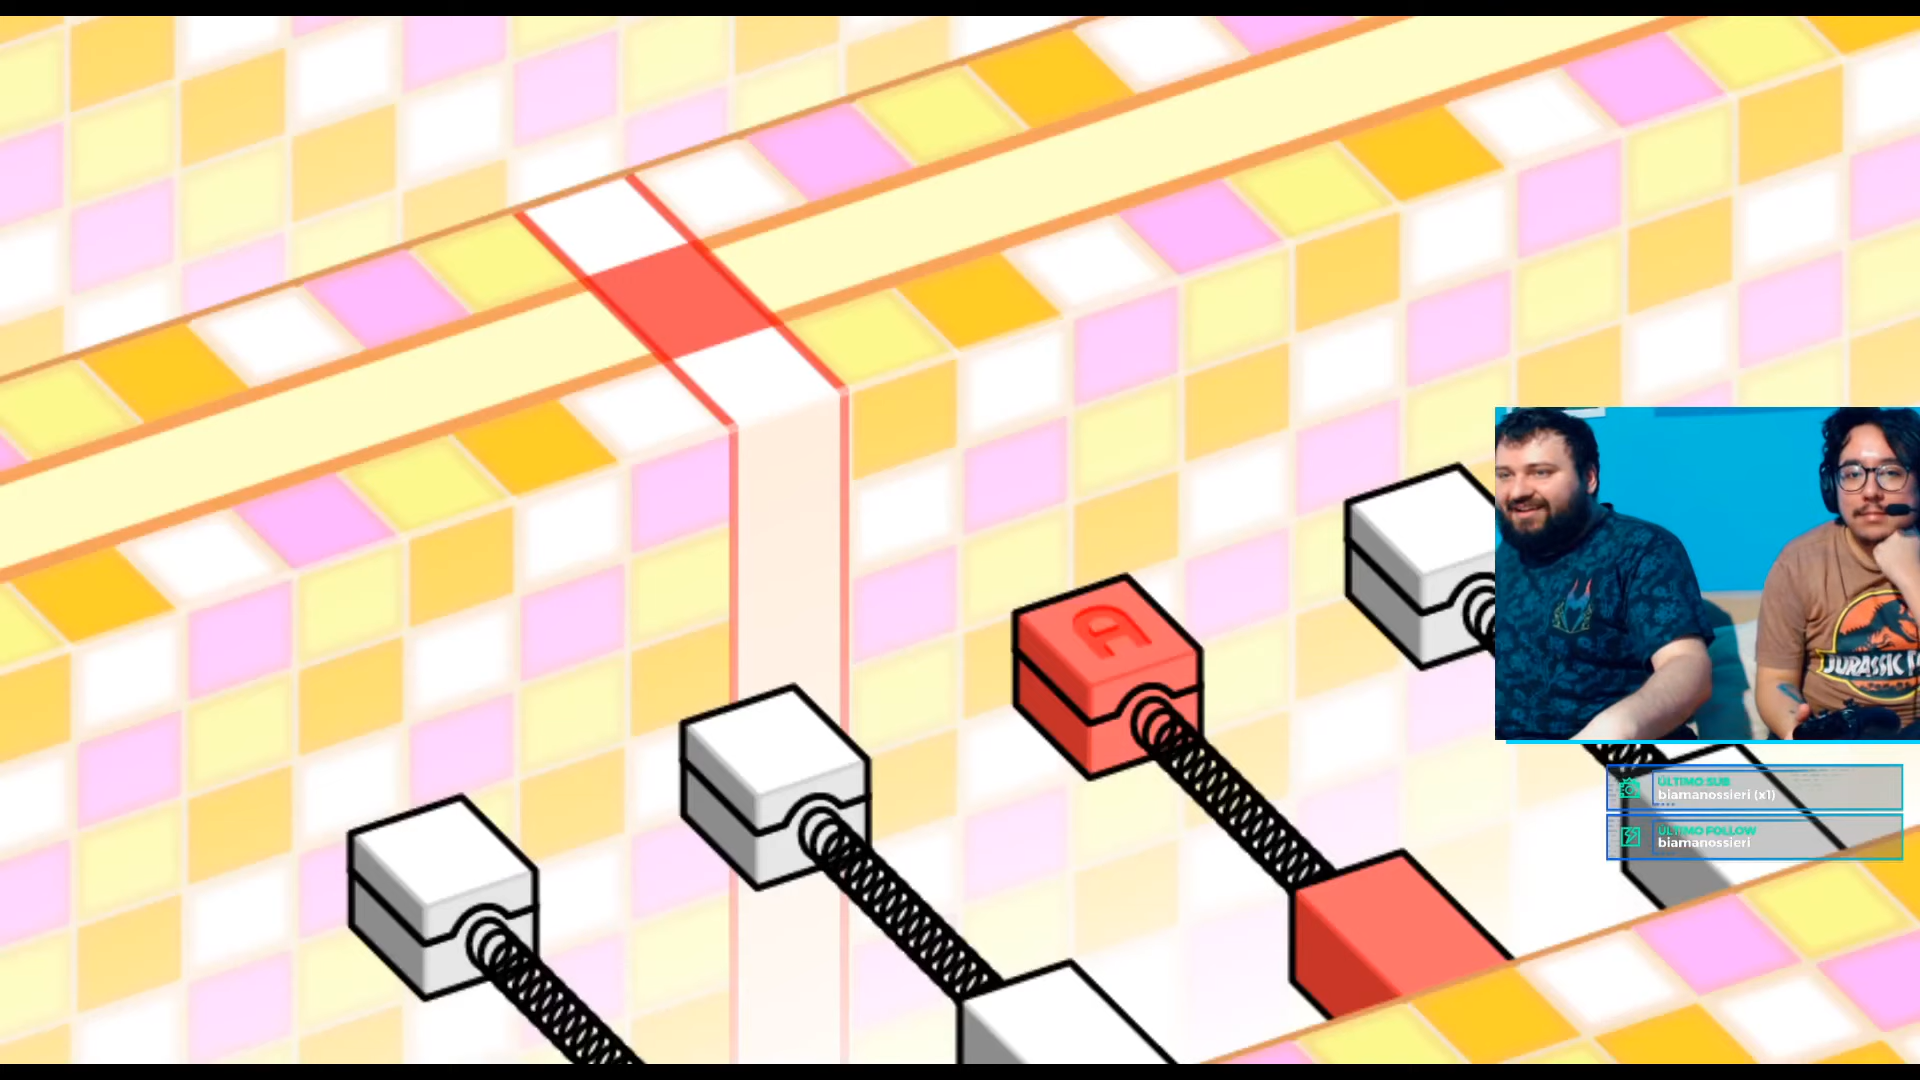 A
JURASSIC
ÚLTIMO SUB
biamanossieri (x1)
ÚLTIMO FOLLOW
biamanossieri